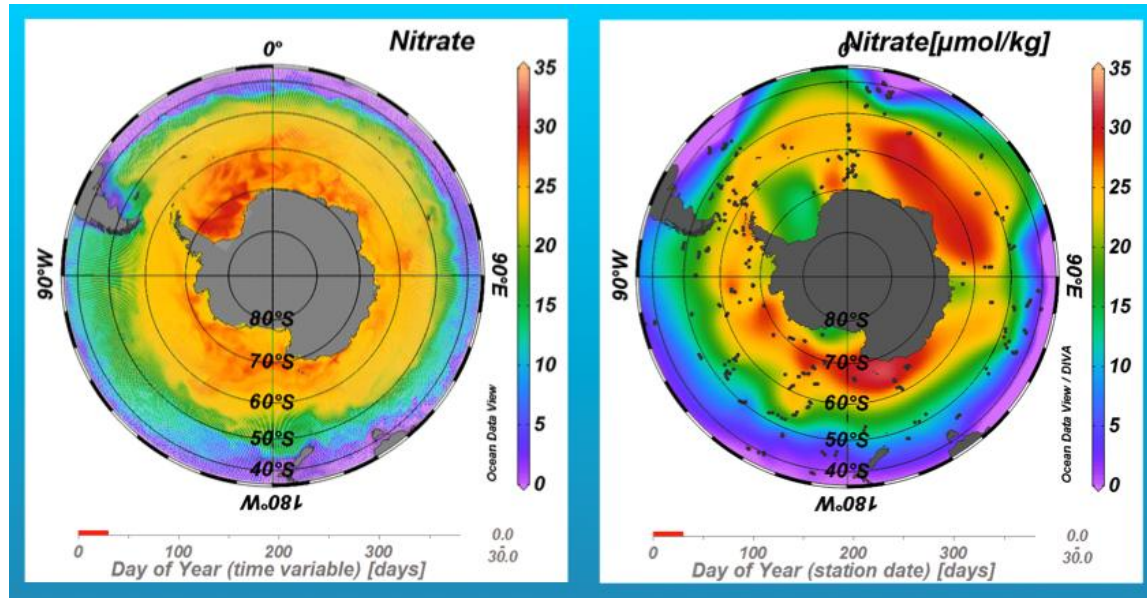 Nitrate
0°
90°W
90°E
80°S
70°S
60°S
50°S
40°S
180°W
35
30
25
20
15
10
5
0
Ocean Data View
0
100
200
300
0.0
-
30.0
Day of Year (time variable) [days]
Nitrate[µmol/kg]
0°
90°W
90°E
80°S
70°S
60°S
50°S
40°S
180°W
35
30
25
20
15
10
5
0
Ocean Data View / DIVA
0
100
200
300
0.0
-
30.0
Day of Year (station date) [days]